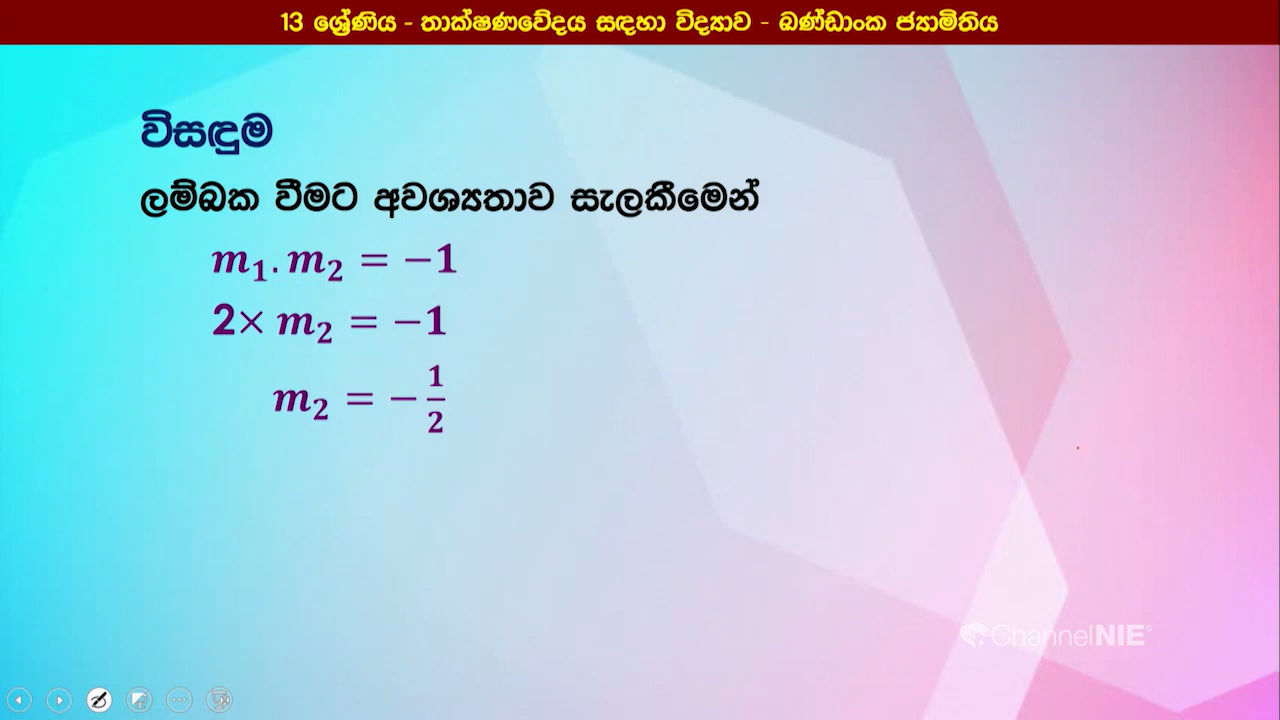 13 ශ්‍රේණිය - තාක්ෂණවේදය සඳහා විද්‍යාව - ඛණ්ඩාංක ජ්‍යාමිතිය
විසඳුම
ලම්බක වීමට අවශ්‍යතාව සැලකීමෙන්
m₁. m₂ = −1
2× m₂ = −1
m₂ = −1/2
ChannelNIE